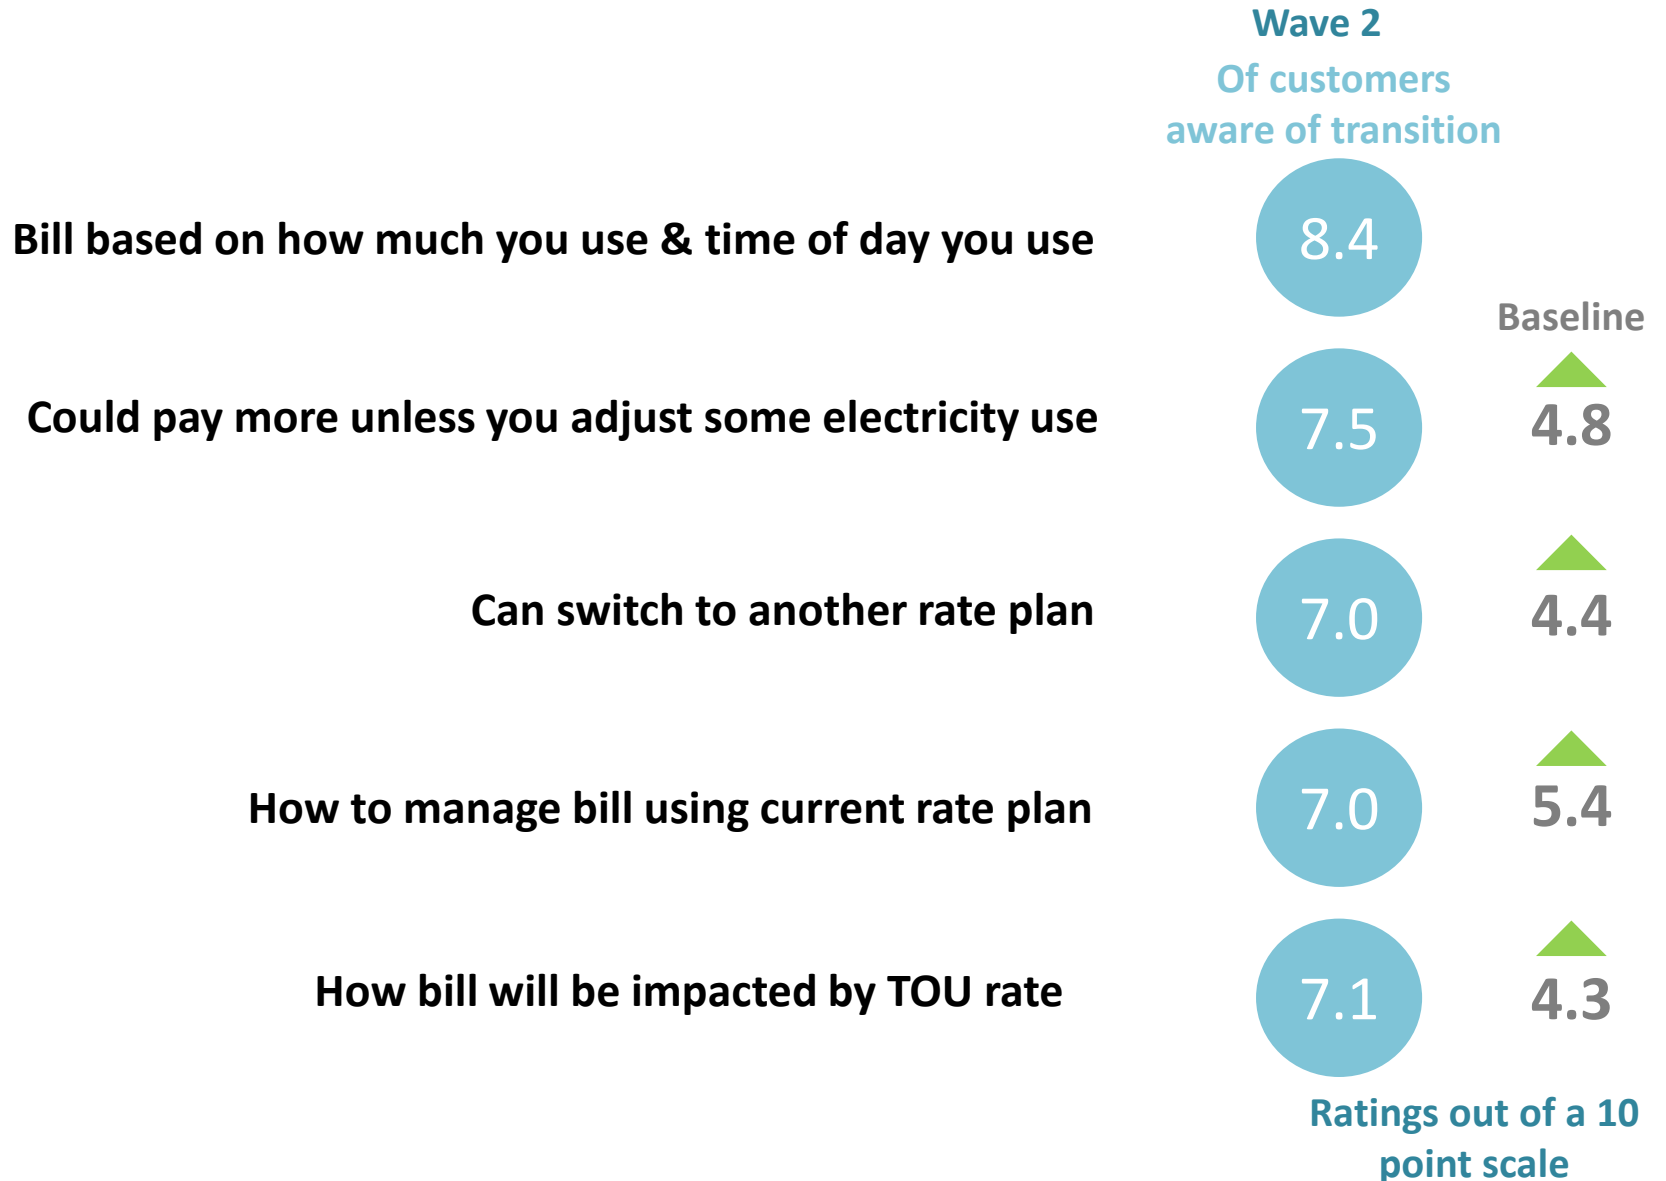 Wave 2
Of customers
aware of transition
Bill based on how much you use & time of day you use
8.4
Baseline
Could pay more unless you adjust some electricity use
7.5
4.8
Can switch to another rate plan
7.0
4.4
How to manage bill using current rate plan
7.0
5.4
How bill will be impacted by TOU rate
7.1
4.3
Ratings out of a 10
point scale